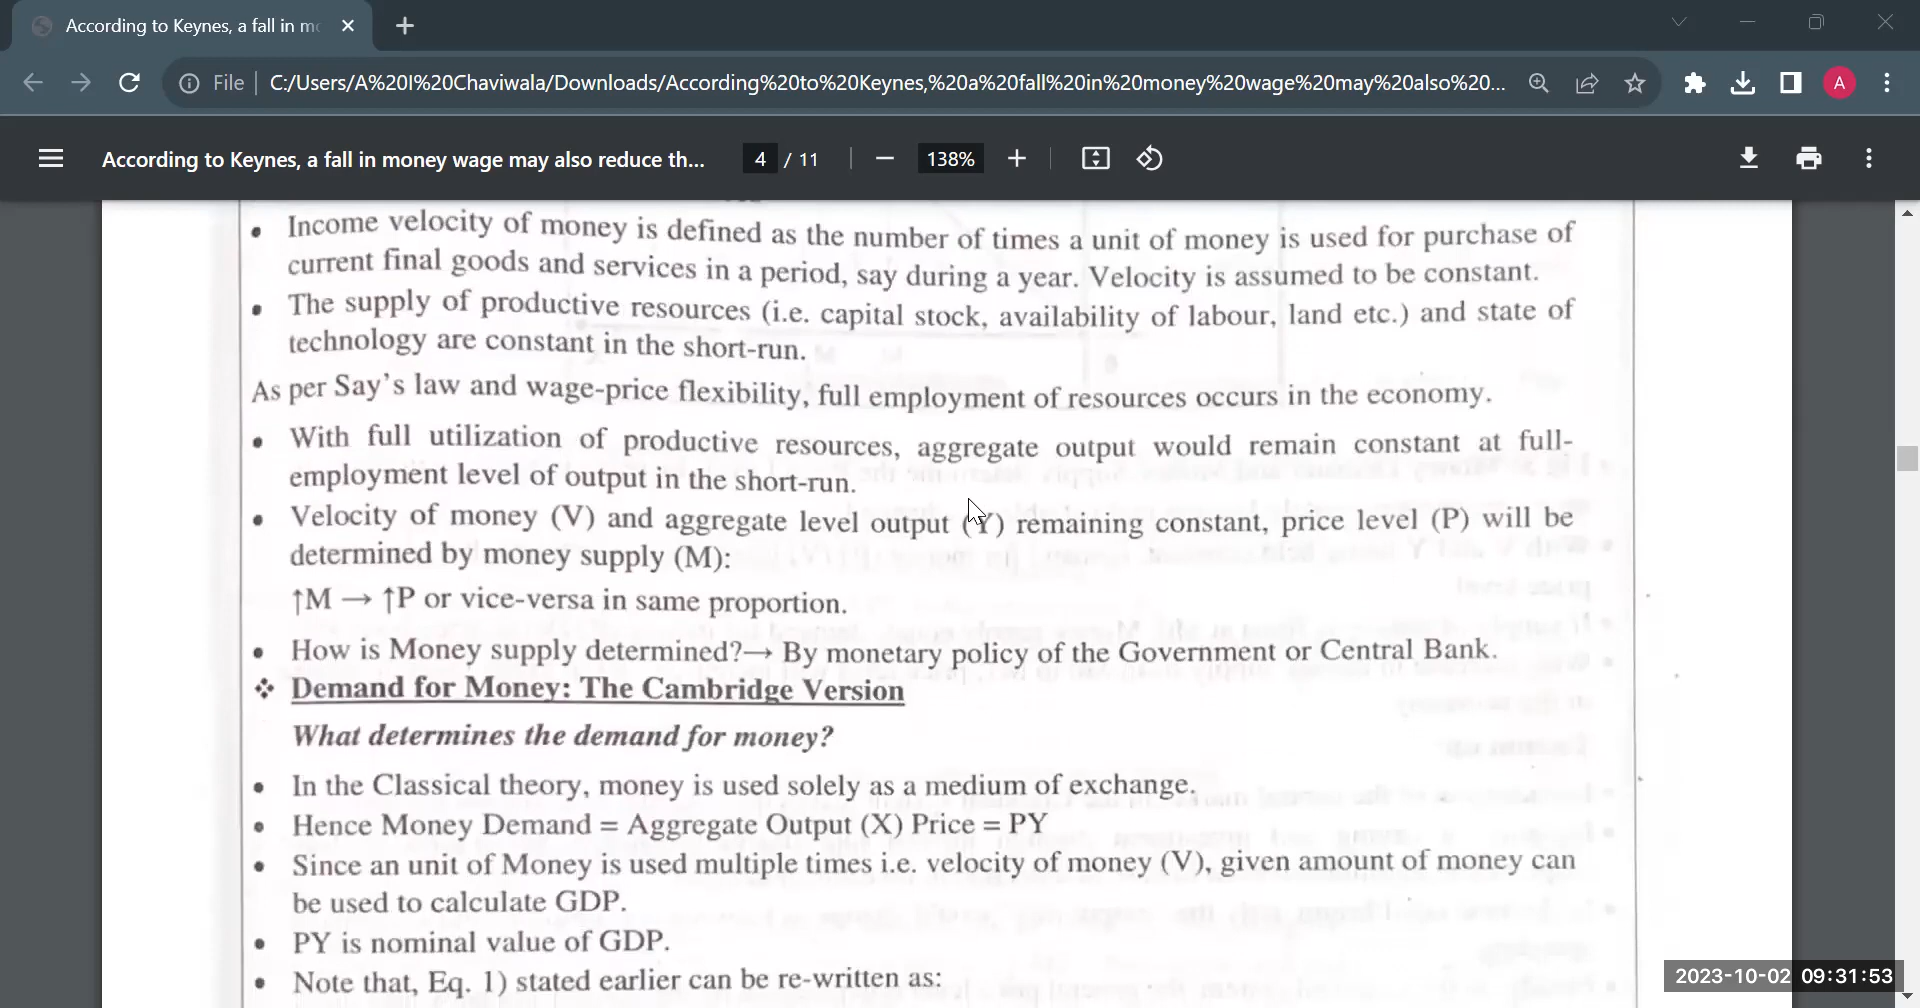 According to Keynes, a fall in mo
File
C:/Users/A%20I%20Chaviwala/Downloads/According%20to%20Keynes,%20a%20fall%20in%20money%20wage%20may%20also%20...
A
According to Keynes, a fall in money wage may also reduce th...
4 / 11
138%
• Income velocity of money is defined as the number of times a unit of money is used for purchase of
current final goods and services in a period, say during a year. Velocity is assumed to be constant.
• The supply of productive resources (i.e. capital stock, availability of labour, land etc.) and state of
technology are constant in the short-run.
As per Say's law and wage-price flexibility, full employment of resources occurs in the economy.
• With full utilization of productive resources, aggregate output would remain constant at full-
employment level of output in the short-run.
• Velocity of money (V) and aggregate level output (Y) remaining constant, price level (P) will be
determined by money supply (M):
↑M → ↑P or vice-versa in same proportion.
• How is Money supply determined?→ By monetary policy of the Government or Central Bank.
❖ Demand for Money: The Cambridge Version
What determines the demand for money?
• In the Classical theory, money is used solely as a medium of exchange.
• Hence Money Demand = Aggregate Output (X) Price = PY
• Since an unit of Money is used multiple times i.e. velocity of money (V), given amount of money can
be used to calculate GDP.
• PY is nominal value of GDP.
• Note that, Eq. 1) stated earlier can be re-written as:
2023-10-02 09:31:53